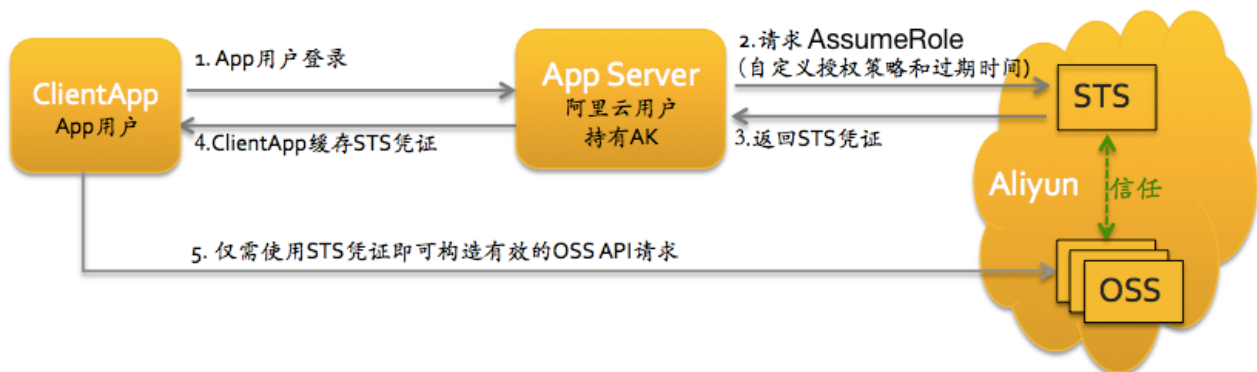 ClientApp
App用户
1. App用户登录
4.ClientApp缓存STS凭证
App Server
阿里云用户
持有AK
2.请求 AssumeRole
(自定义授权策略和过期时间)
3.返回STS凭证
STS
Aliyun
信任
OSS
5. 仅需使用STS凭证即可构造有效的OSS API请求